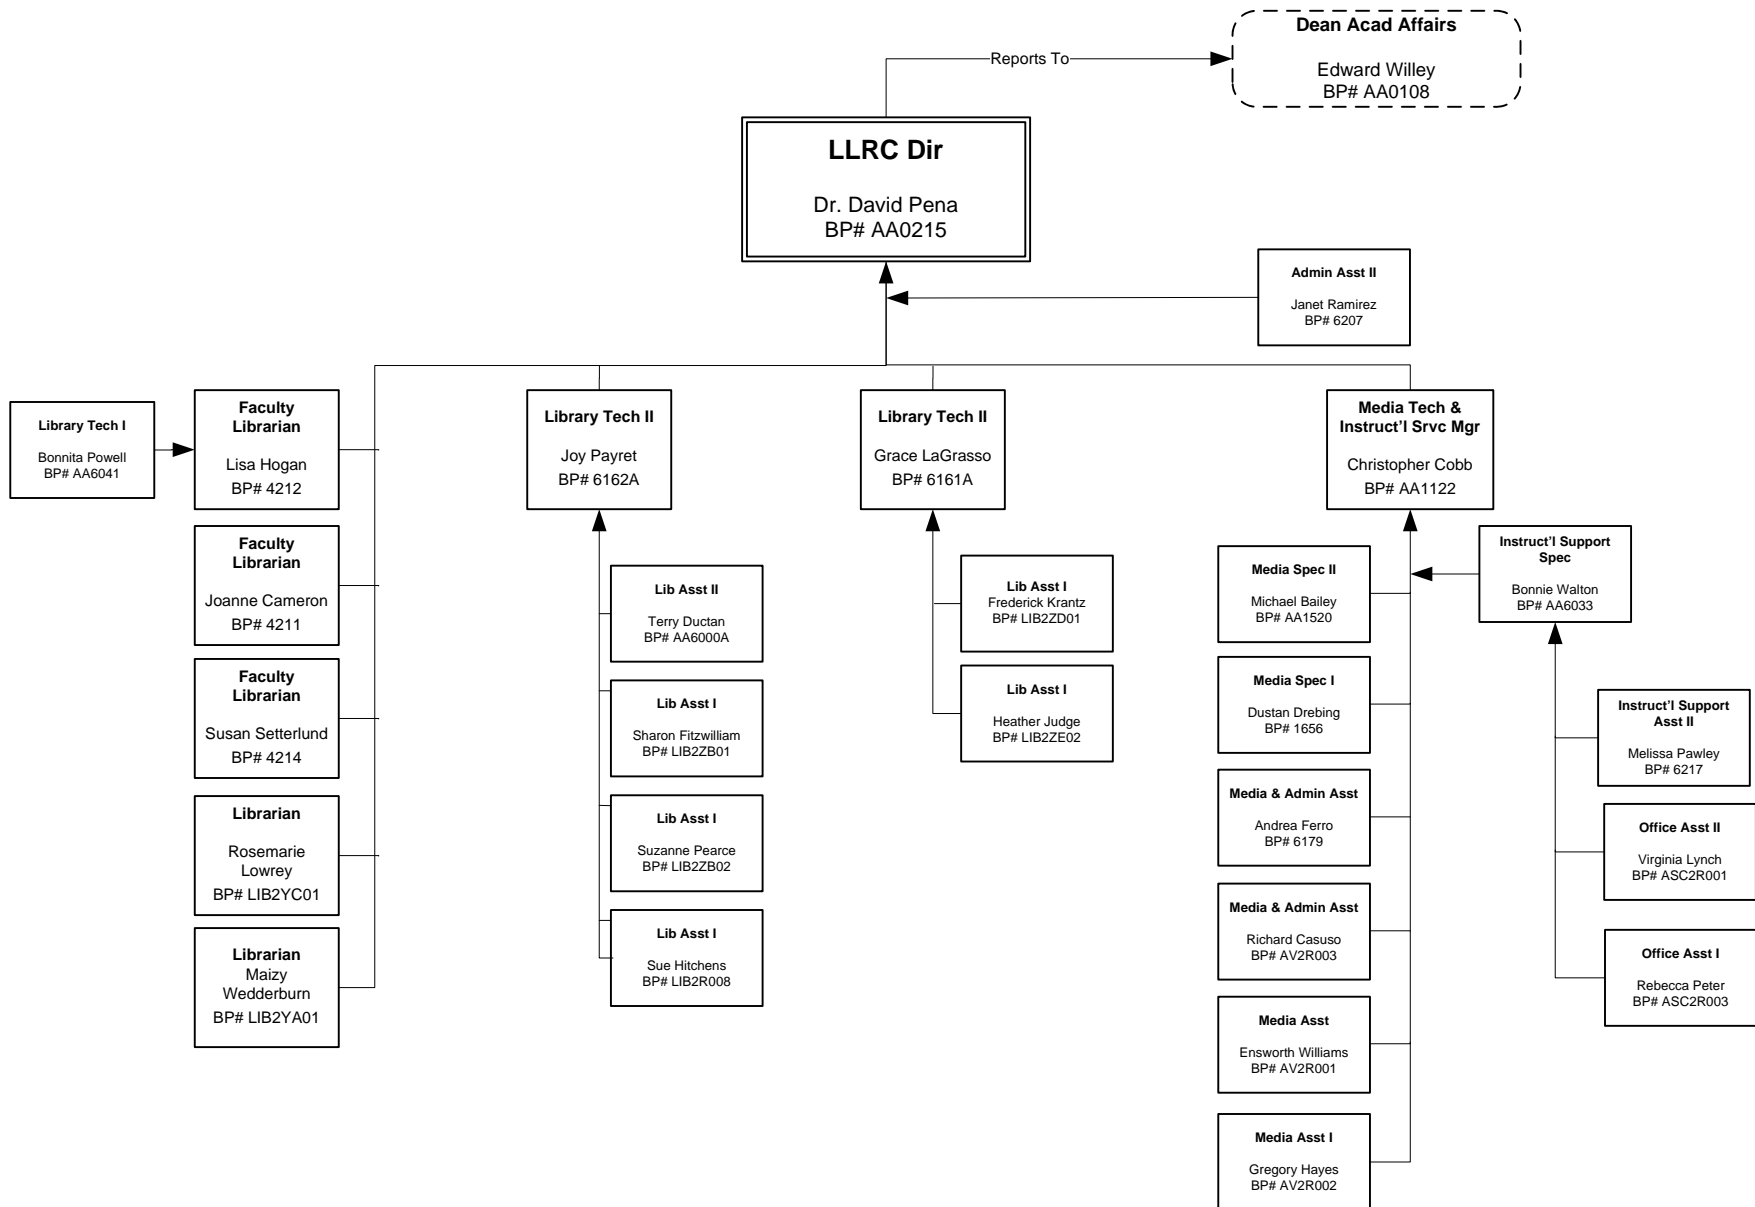 Dean Acad Affairs
Edward Willey
BP# AA0108
Reports To
LLRC Dir
Dr. David Pena
BP# AA0215
Admin Asst II
Janet Ramirez
BP# 6207
Library Tech I
Bonnita Powell
BP# AA6041
Faculty
Librarian
Lisa Hogan
BP# 4212
Faculty
Librarian
Joanne Cameron
BP# 4211
Faculty
Librarian
Susan Setterlund
BP# 4214
Librarian
Rosemarie
Lowrey
BP# LIB2YC01
Librarian
Maizy
Wedderburn
BP# LIB2YA01
Library Tech II
Joy Payret
BP# 6162A
Lib Asst II
Terry Ductan
BP# AA6000A
Lib Asst I
Sharon Fitzwilliam
BP# LIB2ZB01
Lib Asst I
Suzanne Pearce
BP# LIB2ZB02
Lib Asst I
Sue Hitchens
BP# LIB2R008
Library Tech II
Grace LaGrasso
BP# 6161A
Lib Asst I
Frederick Krantz
BP# LIB2ZD01
Lib Asst I
Heather Judge
BP# LIB2ZE02
Media Tech &
Instruct’l Srvc Mgr
Christopher Cobb
BP# AA1122
Media Spec II
Michael Bailey
BP# AA1520
Media Spec I
Dustan Drebing
BP# 1656
Media & Admin Asst
Andrea Ferro
BP# 6179
Media & Admin Asst
Richard Casuso
BP# AV2R003
Media Asst
Ensworth Williams
BP# AV2R001
Media Asst I
Gregory Hayes
BP# AV2R002
Instruct’l Support
Spec
Bonnie Walton
BP# AA6033
Instruct’l Support
Asst II
Melissa Pawley
BP# 6217
Office Asst II
Virginia Lynch
BP# ASC2R001
Office Asst I
Rebecca Peter
BP# ASC2R003